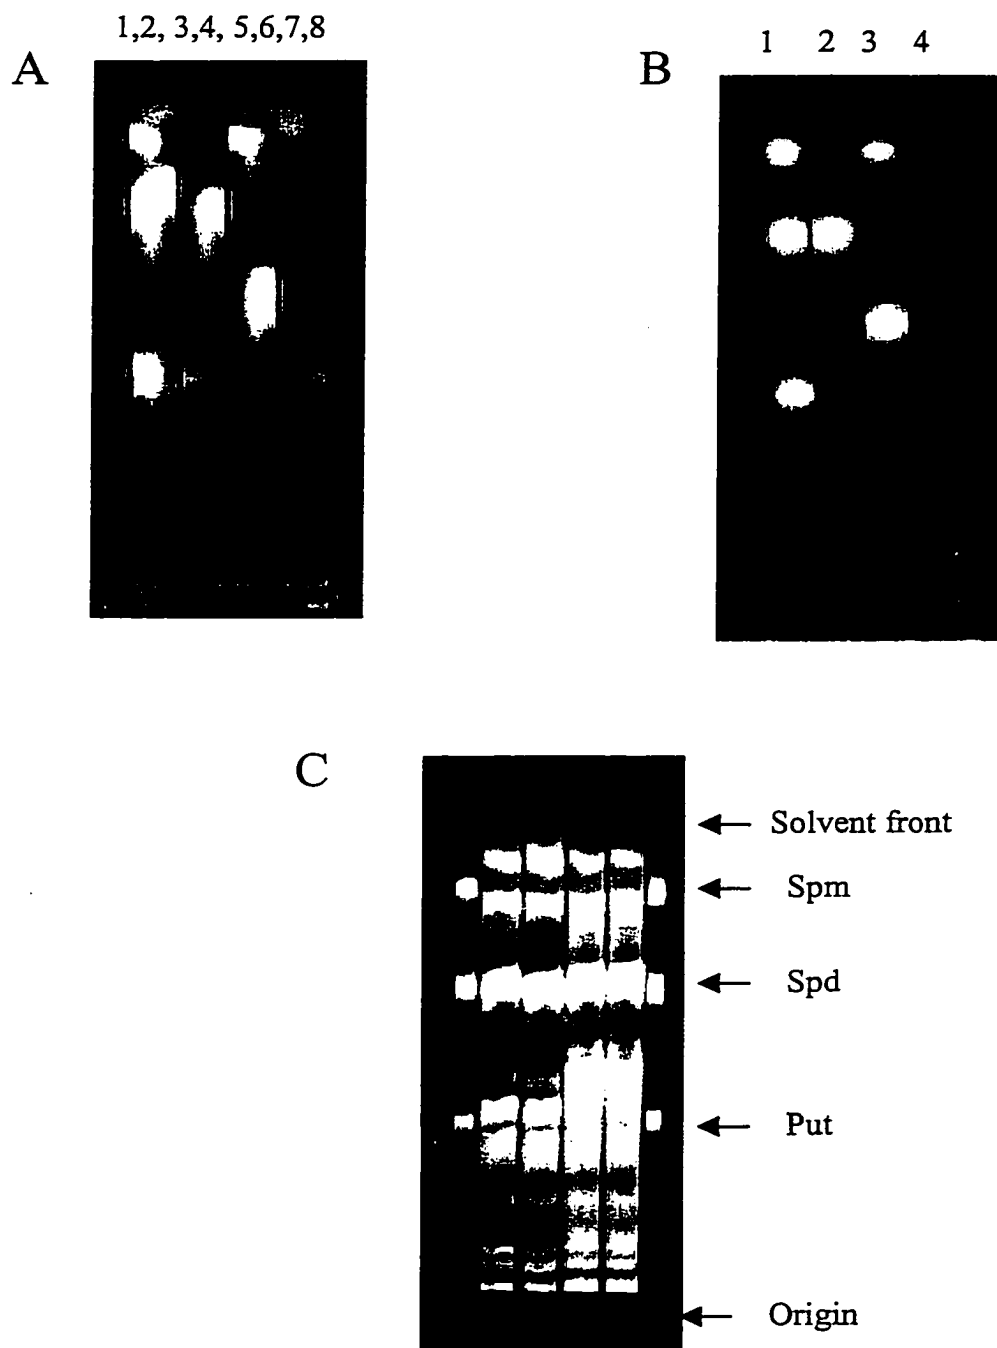 1,2, 3,4, 5,6,7,8
A
1 2 3 4
B
C
Solvent front
Spm
Spd
Put
Origin